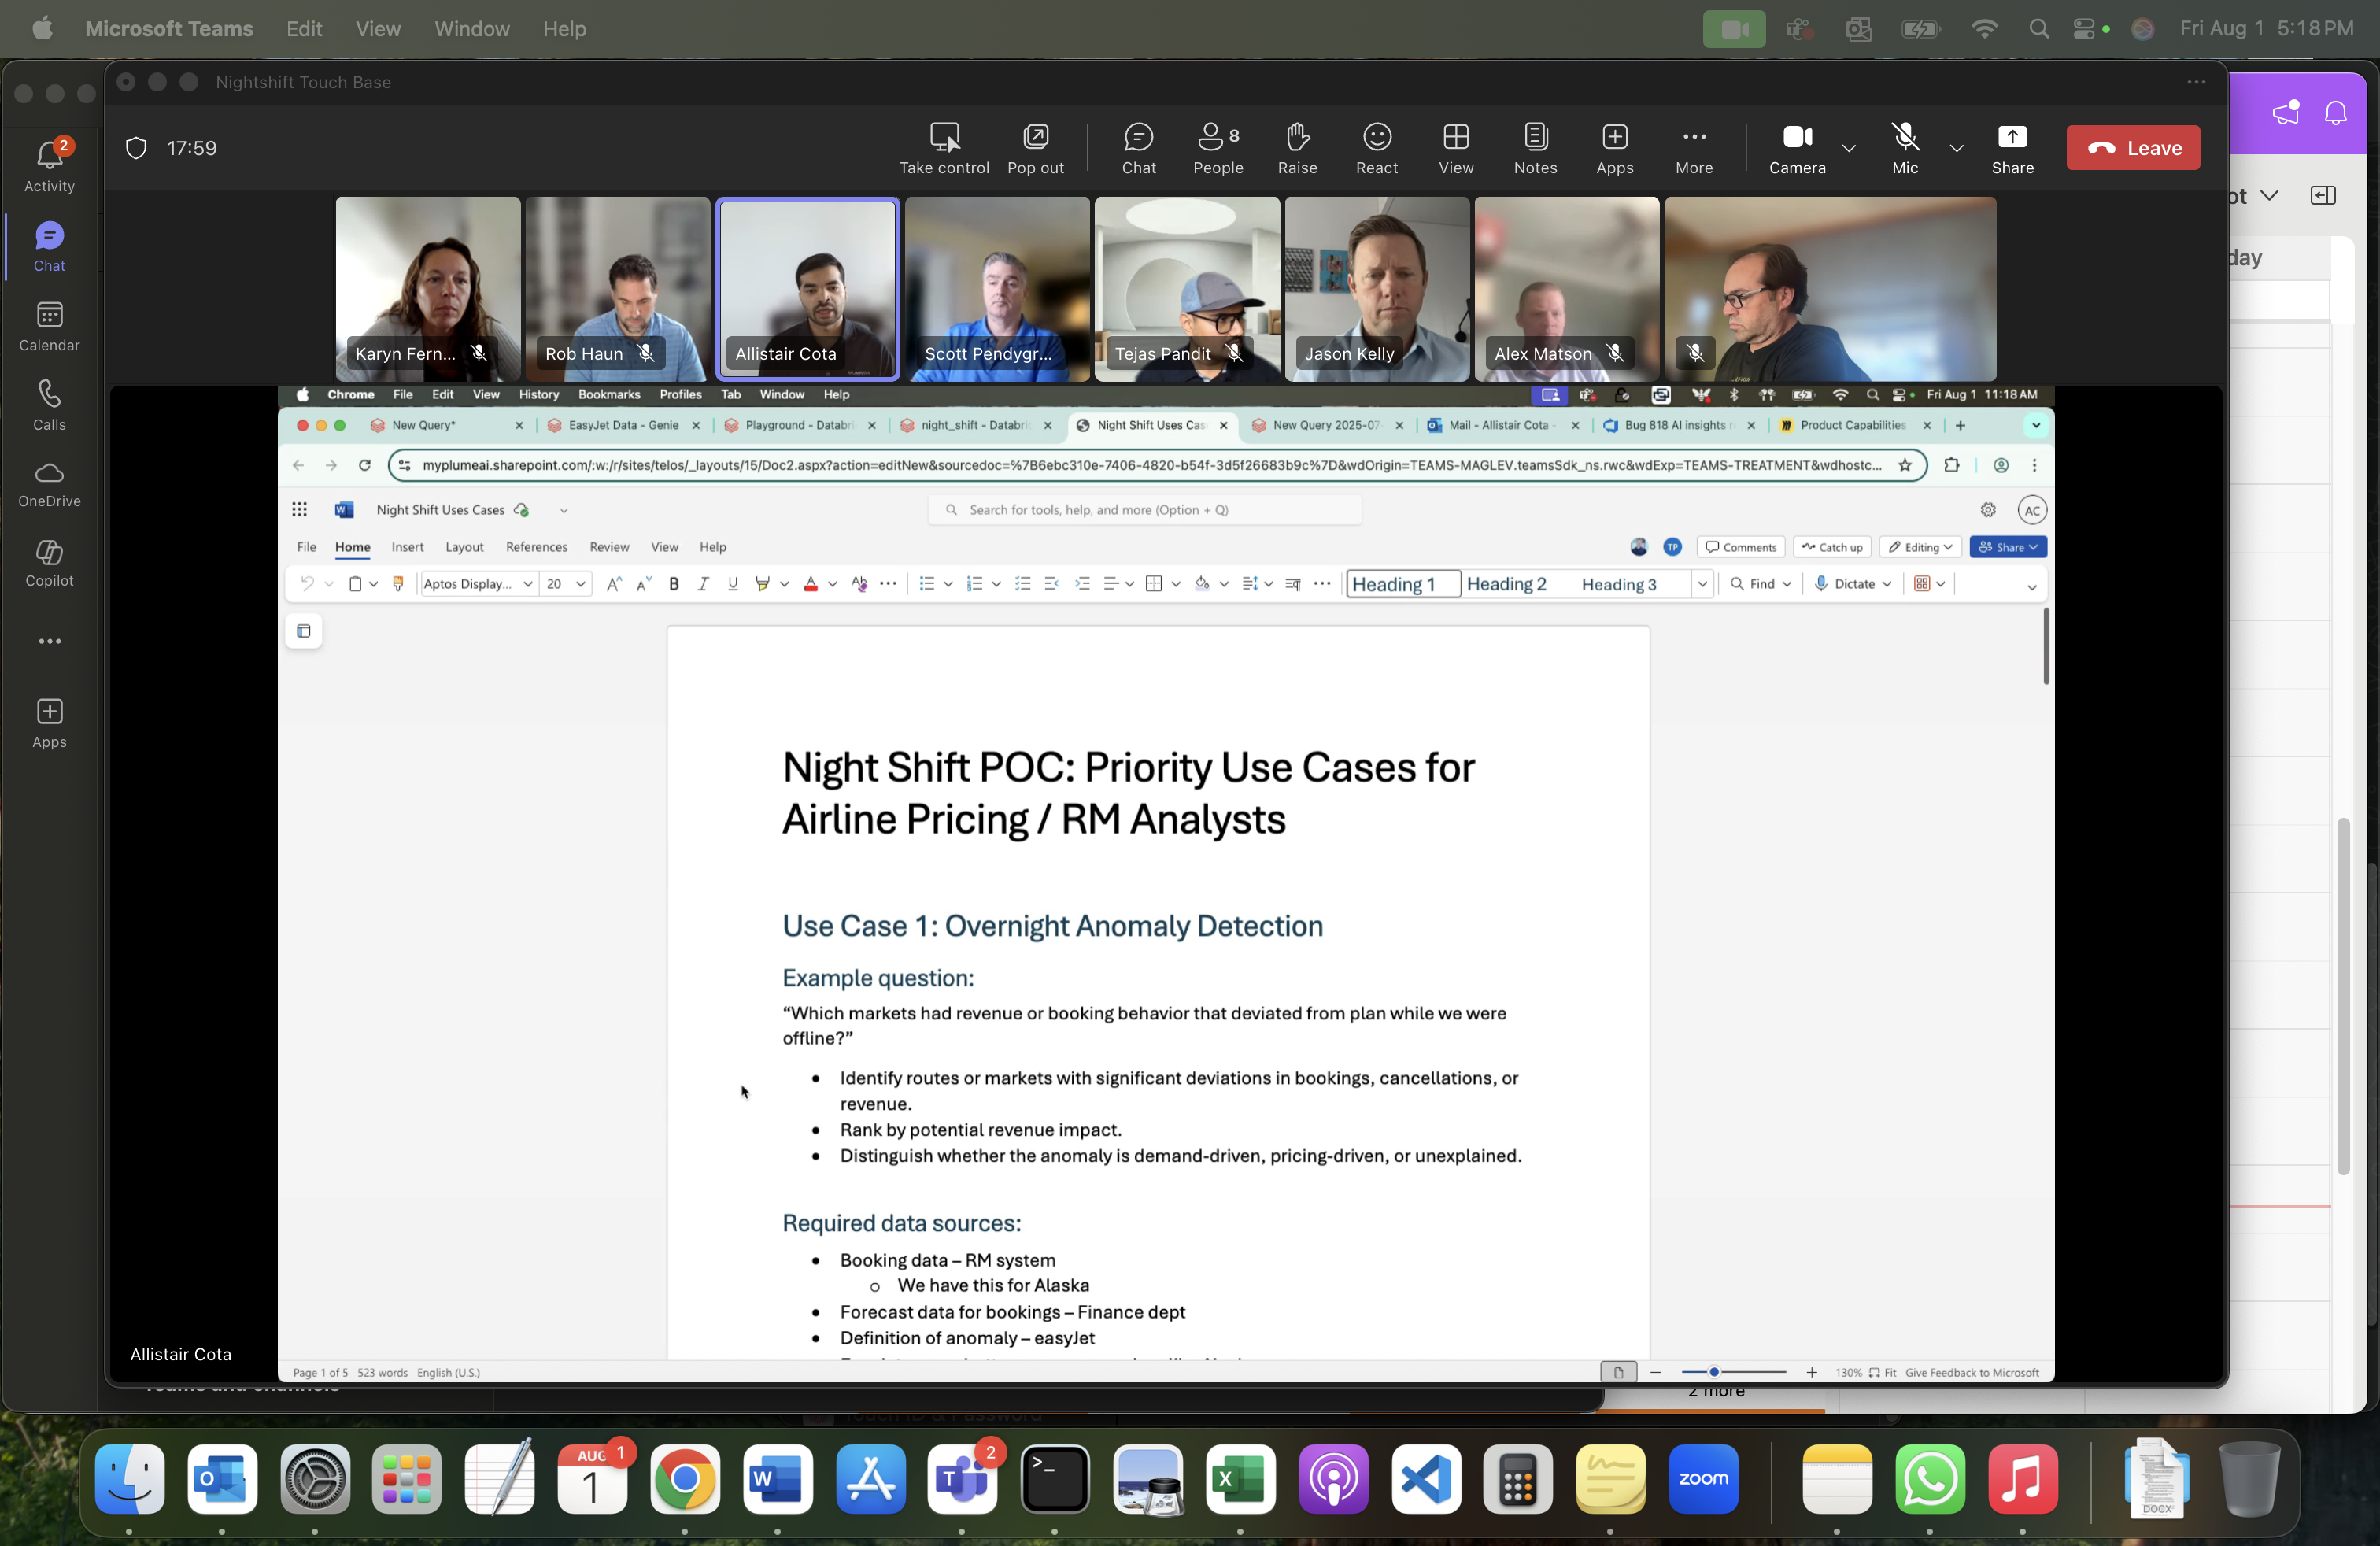 Microsoft Teams Edit View Window Help Fri Aug 1 5:18 PM
Nightshift Touch Base
17:59 Take control Pop out Chat People 8 Raise React View Notes Apps More Camera Mic Share Leave
2
Activity
Chat
Calendar
Calls
OneDrive
Copilot
Apps
ot
day
Karyn Fern... Rob Haun Allistair Cota Scott Pendygr... Tejas Pandit Jason Kelly Alex Matson
Chrome File Edit View History Bookmarks Profiles Tab Window Help Fri Aug 1 11:18 AM
New Query* EasyJet Data - Genie Playground - Databri night_shift - Databric Night Shift Uses Cas New Query 2025-07- Mail - Allistair Cota - Bug 818 AI insights r Product Capabilities
myplumeai.sharepoint.com/:w:/r/sites/telos/_layouts/15/Doc2.aspx?action=editNew&sourcedoc=%7B6ebc310e-7406-4820-b54f-3d5f26683b9c%7D&wdOrigin=TEAMS-MAGLEV.teamsSdk_ns.rwc&wdExp=TEAMS-TREATMENT&wdhostc...
Night Shift Uses Cases Search for tools, help, and more (Option + Q) AC
File Home Insert Layout References Review View Help TP Comments Catch up Editing Share
Aptos Display... 20 Heading 1 Heading 2 Heading 3 Find Dictate
Night Shift POC: Priority Use Cases for
Airline Pricing / RM Analysts
Use Case 1: Overnight Anomaly Detection
Example question:
“Which markets had revenue or booking behavior that deviated from plan while we were
offline?”
• Identify routes or markets with significant deviations in bookings, cancellations, or
revenue.
• Rank by potential revenue impact.
• Distinguish whether the anomaly is demand-driven, pricing-driven, or unexplained.
Required data sources:
• Booking data – RM system
o We have this for Alaska
• Forecast data for bookings – Finance dept
• Definition of anomaly – easyJet
Allistair Cota
Page 1 of 5 523 words English (U.S.) 130% Fit Give Feedback to Microsoft
2 more
AUG 1
1
2
zoom
DOCX